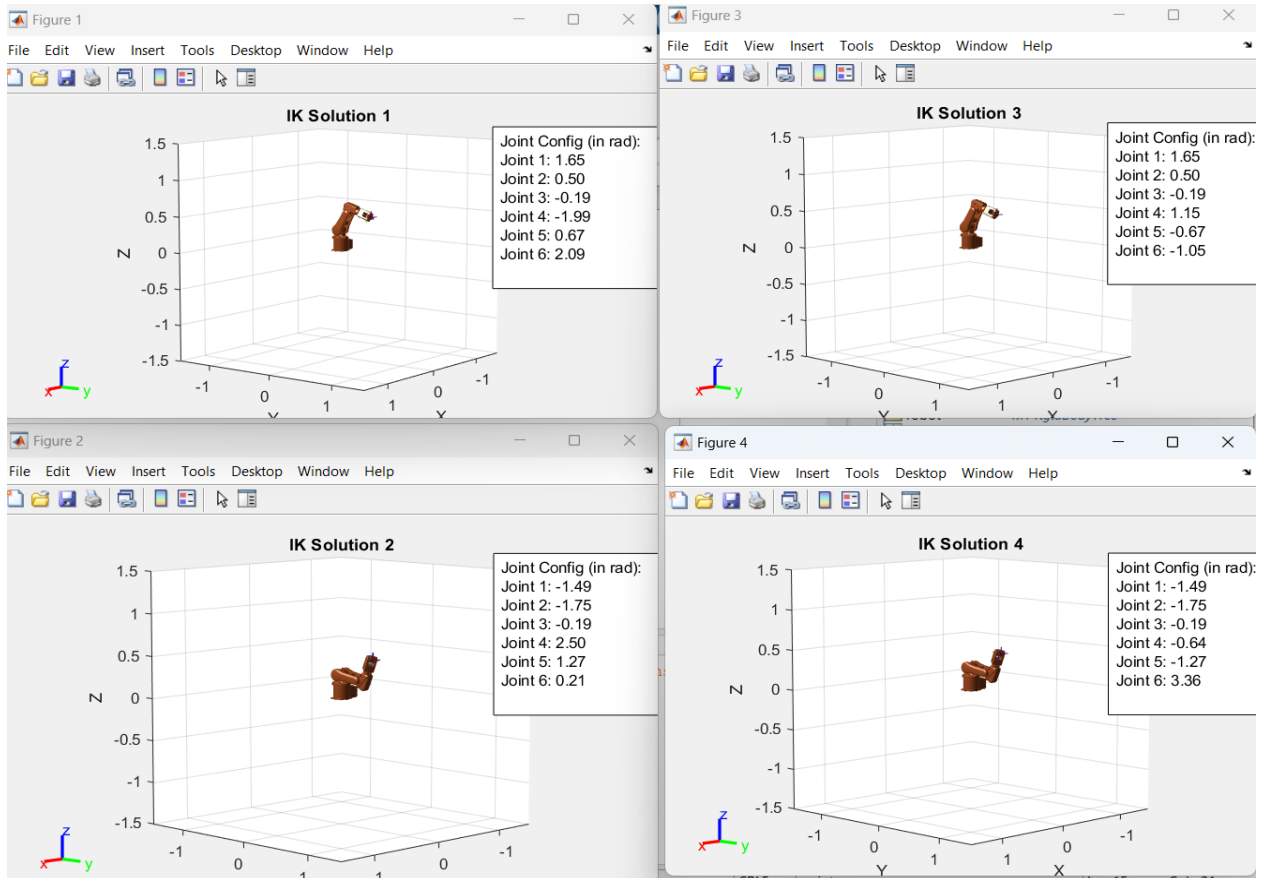 Figure 1
File Edit View Insert Tools Desktop Window Help
IK Solution 1
Joint Config (in rad):
Joint 1: 1.65
Joint 2: 0.50
Joint 3: -0.19
Joint 4: -1.99
Joint 5: 0.67
Joint 6: 2.09
1.5
1
0.5
0
-0.5
-1
-1.5
Z
-1
0
1
Y
1
0
-1
X
z
x
y
Figure 3
File Edit View Insert Tools Desktop Window Help
IK Solution 3
Joint Config (in rad):
Joint 1: 1.65
Joint 2: 0.50
Joint 3: -0.19
Joint 4: 1.15
Joint 5: -0.67
Joint 6: -1.05
1.5
1
0.5
0
-0.5
-1
-1.5
Z
-1
0
1
Y
1
0
-1
X
z
x
y
Figure 2
File Edit View Insert Tools Desktop Window Help
IK Solution 2
Joint Config (in rad):
Joint 1: -1.49
Joint 2: -1.75
Joint 3: -0.19
Joint 4: 2.50
Joint 5: 1.27
Joint 6: 0.21
1.5
1
0.5
0
-0.5
-1
-1.5
Z
-1
0
1
1
0
-1
z
x
y
Figure 4
File Edit View Insert Tools Desktop Window Help
IK Solution 4
Joint Config (in rad):
Joint 1: -1.49
Joint 2: -1.75
Joint 3: -0.19
Joint 4: -0.64
Joint 5: -1.27
Joint 6: 3.36
1.5
1
0.5
0
-0.5
-1
-1.5
Z
-1
0
1
Y
1
0
-1
X
z
x
y